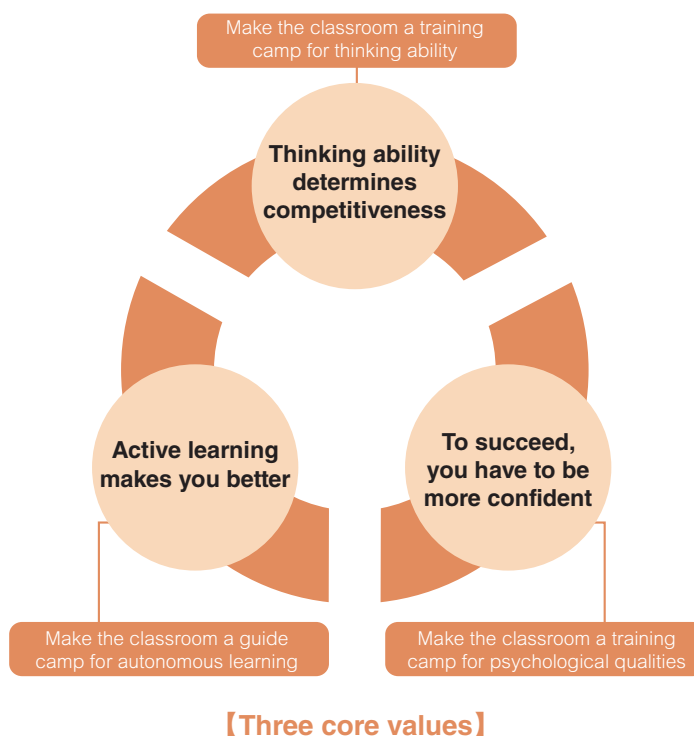 Make the classroom a training
camp for thinking ability
Thinking ability
determines
competitiveness
Active learning
makes you better
To succeed,
you have to be
more confident
Make the classroom a guide
camp for autonomous learning
Make the classroom a training
camp for psychological qualities
【Three core values】